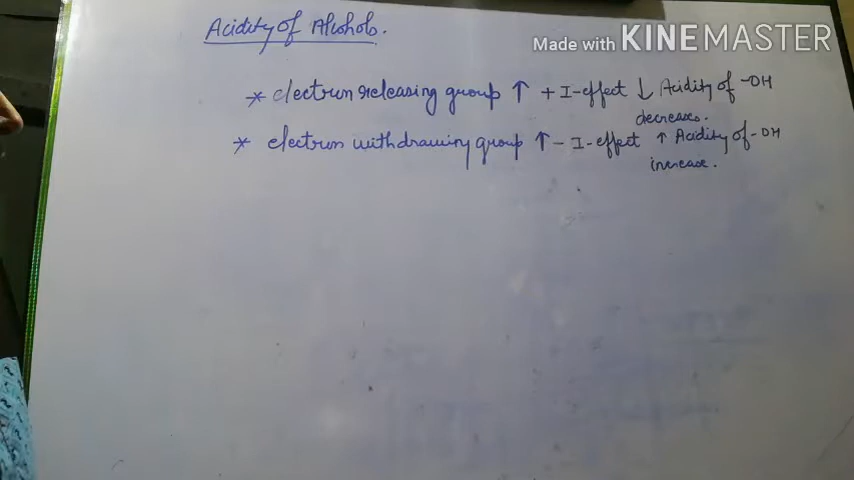 Acidity of Alcohols.
Made with KINEMASTER
* electron releasing group ↑ + I-effect ↓ Acidity of -OH
decreases.
* electron withdrawing group ↑ - I-effect ↑ Acidity of -OH
increase.